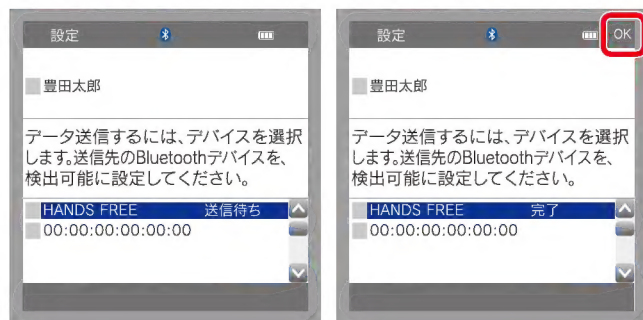 設定
豊田太郎
データ送信するには、デバイスを選択
します。送信先のBluetoothデバイスを、
検出可能に設定してください。
HANDS FREE 送信待ち
00:00:00:00:00:00
設定 OK
豊田太郎
データ送信するには、デバイスを選択
します。送信先のBluetoothデバイスを、
検出可能に設定してください。
HANDS FREE 完了
00:00:00:00:00:00